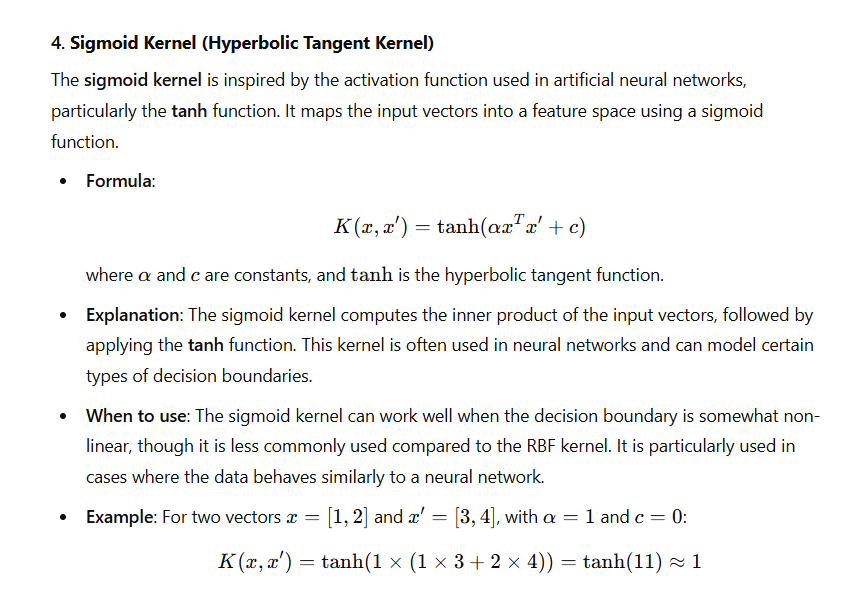 4. Sigmoid Kernel (Hyperbolic Tangent Kernel)
The sigmoid kernel is inspired by the activation function used in artificial neural networks,
particularly the tanh function. It maps the input vectors into a feature space using a sigmoid
function.
• Formula:
K(x, x′) = tanh(αxᵀx′ + c)
where α and c are constants, and tanh is the hyperbolic tangent function.
• Explanation: The sigmoid kernel computes the inner product of the input vectors, followed by
applying the tanh function. This kernel is often used in neural networks and can model certain
types of decision boundaries.
• When to use: The sigmoid kernel can work well when the decision boundary is somewhat non-
linear, though it is less commonly used compared to the RBF kernel. It is particularly used in
cases where the data behaves similarly to a neural network.
• Example: For two vectors x = [1, 2] and x′ = [3, 4], with α = 1 and c = 0:
K(x, x′) = tanh(1 × (1 × 3 + 2 × 4)) = tanh(11) ≈ 1